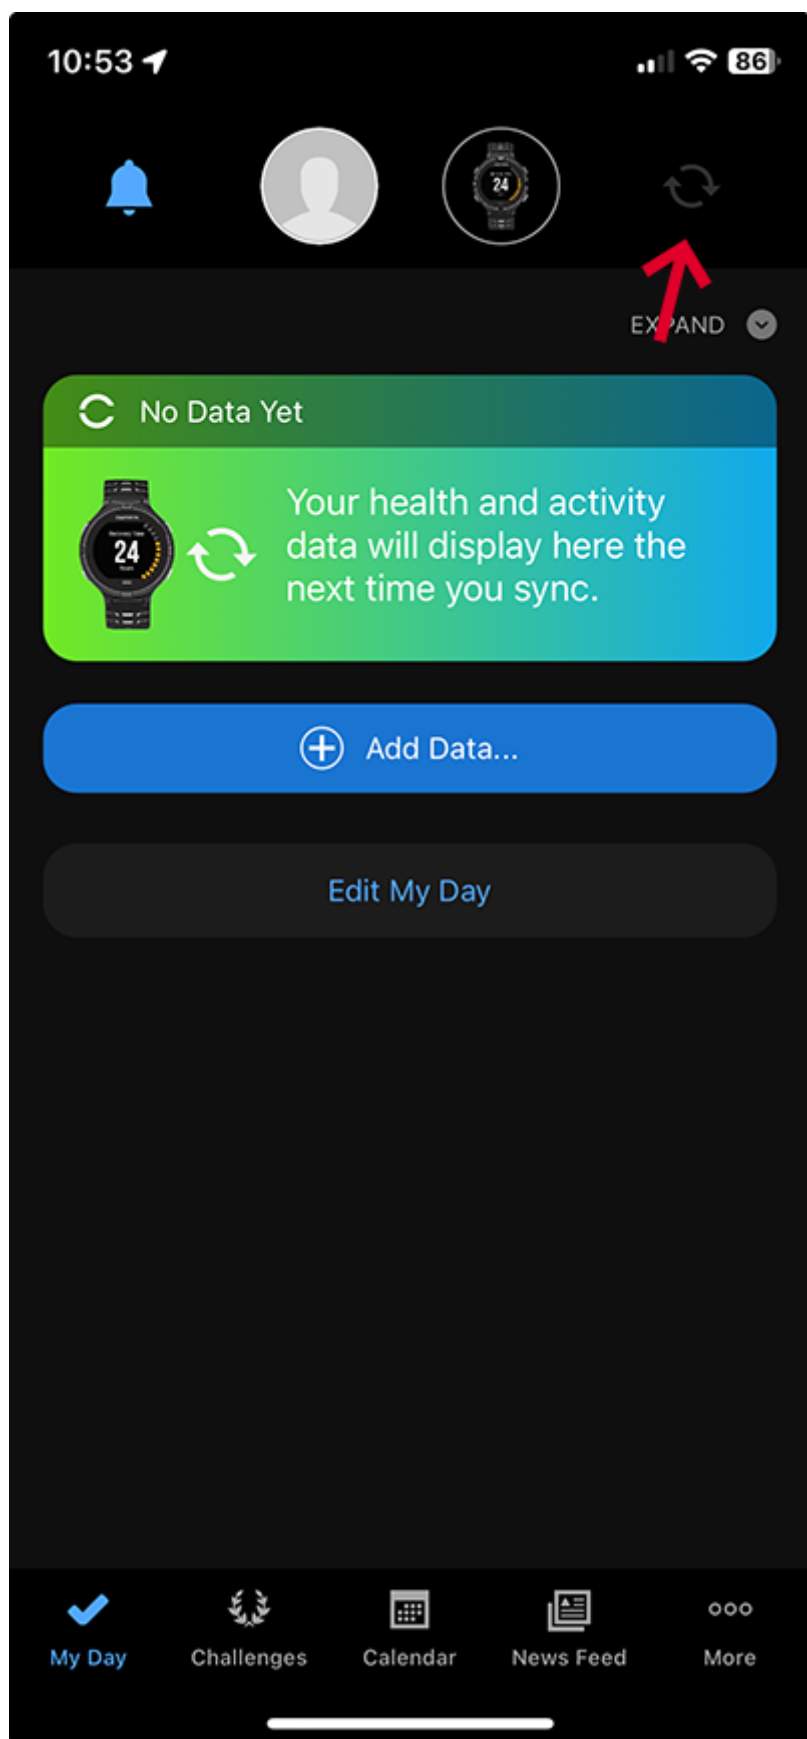 10:53
86
24
EXPAND
No Data Yet
Your health and activity
data will display here the
next time you sync.
24
Add Data...
Edit My Day
My Day
Challenges
Calendar
News Feed
More